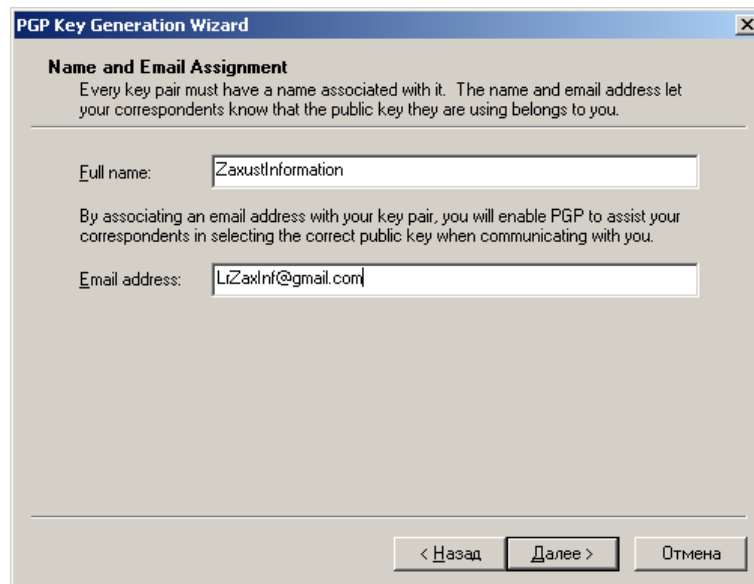 PGP Key Generation Wizard
Name and Email Assignment
Every key pair must have a name associated with it. The name and email address let
your correspondents know that the public key they are using belongs to you.
Full name: ZaxustInformation
By associating an email address with your key pair, you will enable PGP to assist your
correspondents in selecting the correct public key when communicating with you.
Email address: LrZaxInf@gmail.com
< Назад Далее > Отмена